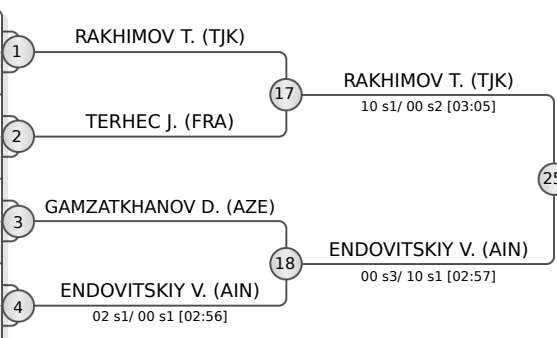 RAKHIMOV T. (TJK)
1
17
RAKHIMOV T. (TJK)
10 s1/ 00 s2 [03:05]
TERHEC J. (FRA)
2
25
GAMZATKHANOV D. (AZE)
3
18
ENDOVITSKIY V. (AIN)
00 s3/ 10 s1 [02:57]
ENDOVITSKIY V. (AIN)
4
02 s1/ 00 s1 [02:56]